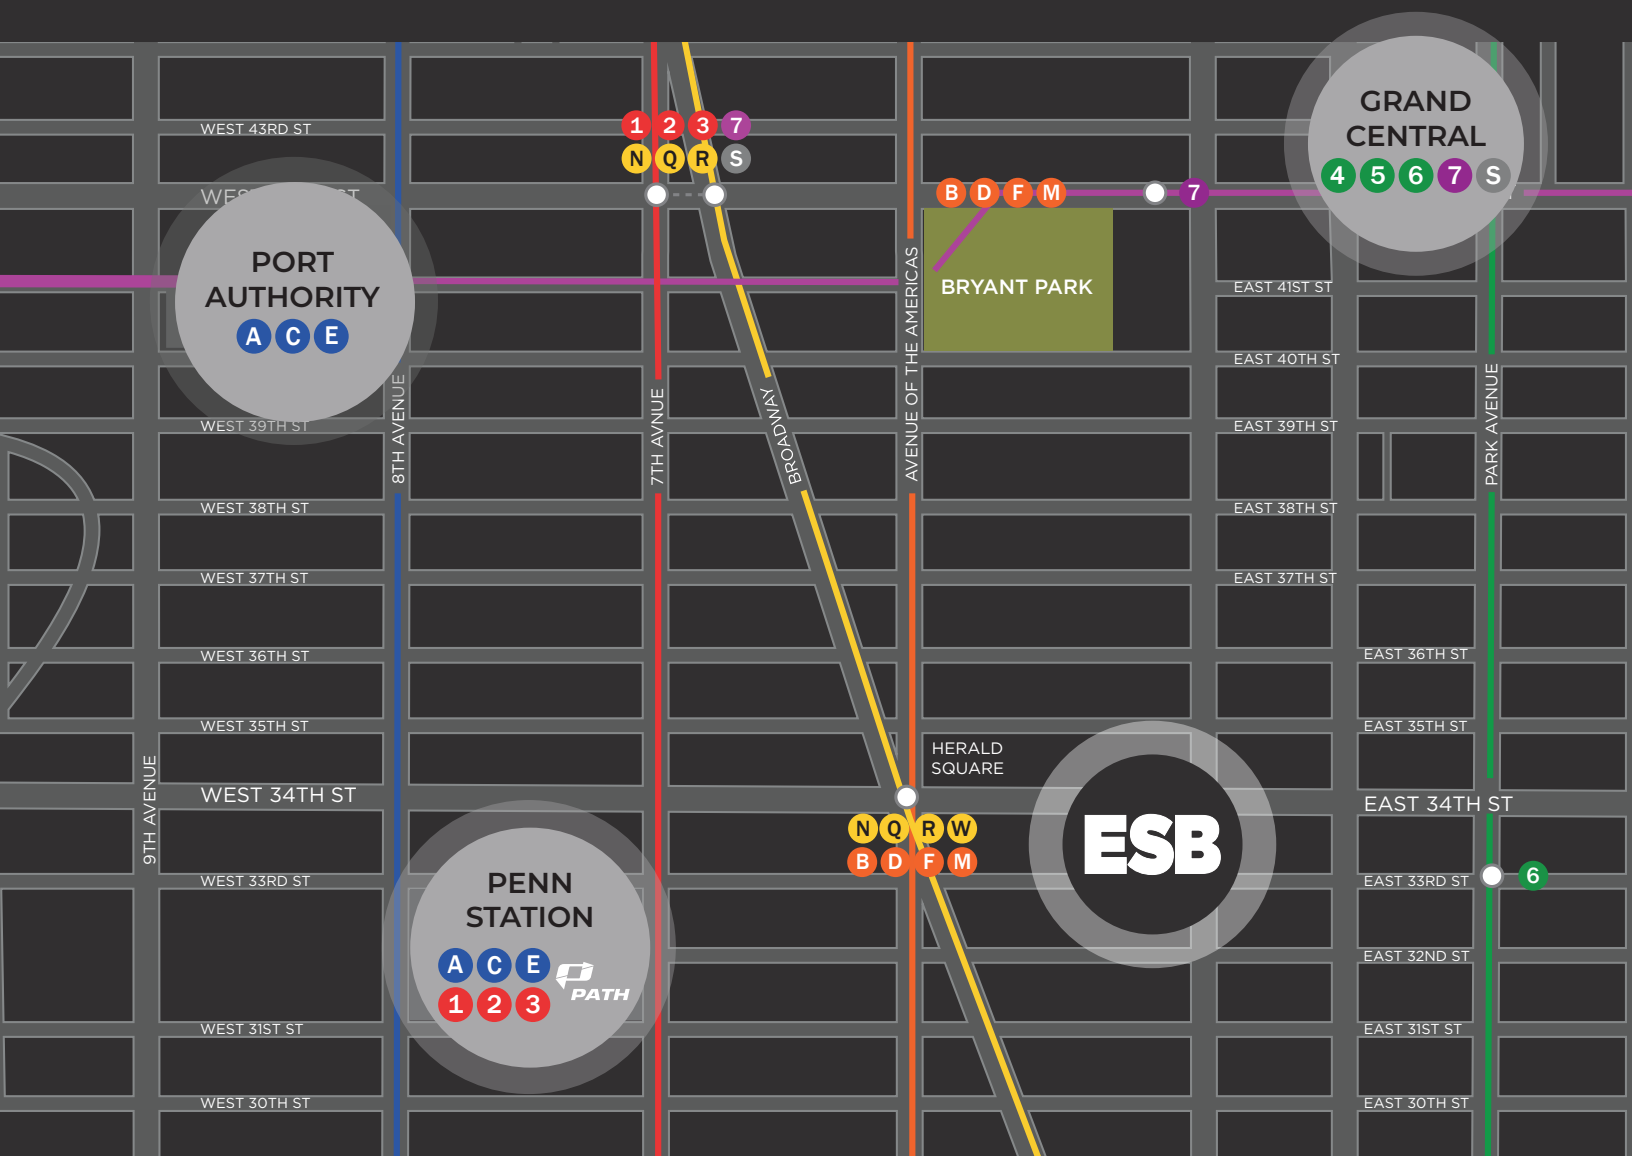 WEST 43RD ST
1 2 3 7
N Q R S
GRAND
CENTRAL
4 5 6 7 S
B D F M
7
PORT
AUTHORITY
A C E
BRYANT PARK
EAST 41ST ST
EAST 40TH ST
WEST 39TH ST
EAST 39TH ST
8TH AVENUE
7TH AVNUE
BROADWAY
AVENUE OF THE AMERICAS
PARK AVENUE
WEST 38TH ST
EAST 38TH ST
WEST 37TH ST
EAST 37TH ST
WEST 36TH ST
EAST 36TH ST
WEST 35TH ST
EAST 35TH ST
HERALD
SQUARE
9TH AVENUE
WEST 34TH ST
EAST 34TH ST
N Q R W
B D F M
ESB
WEST 33RD ST
EAST 33RD ST
6
PENN
STATION
A C E
PATH
1 2 3
EAST 32ND ST
WEST 31ST ST
EAST 31ST ST
WEST 30TH ST
EAST 30TH ST